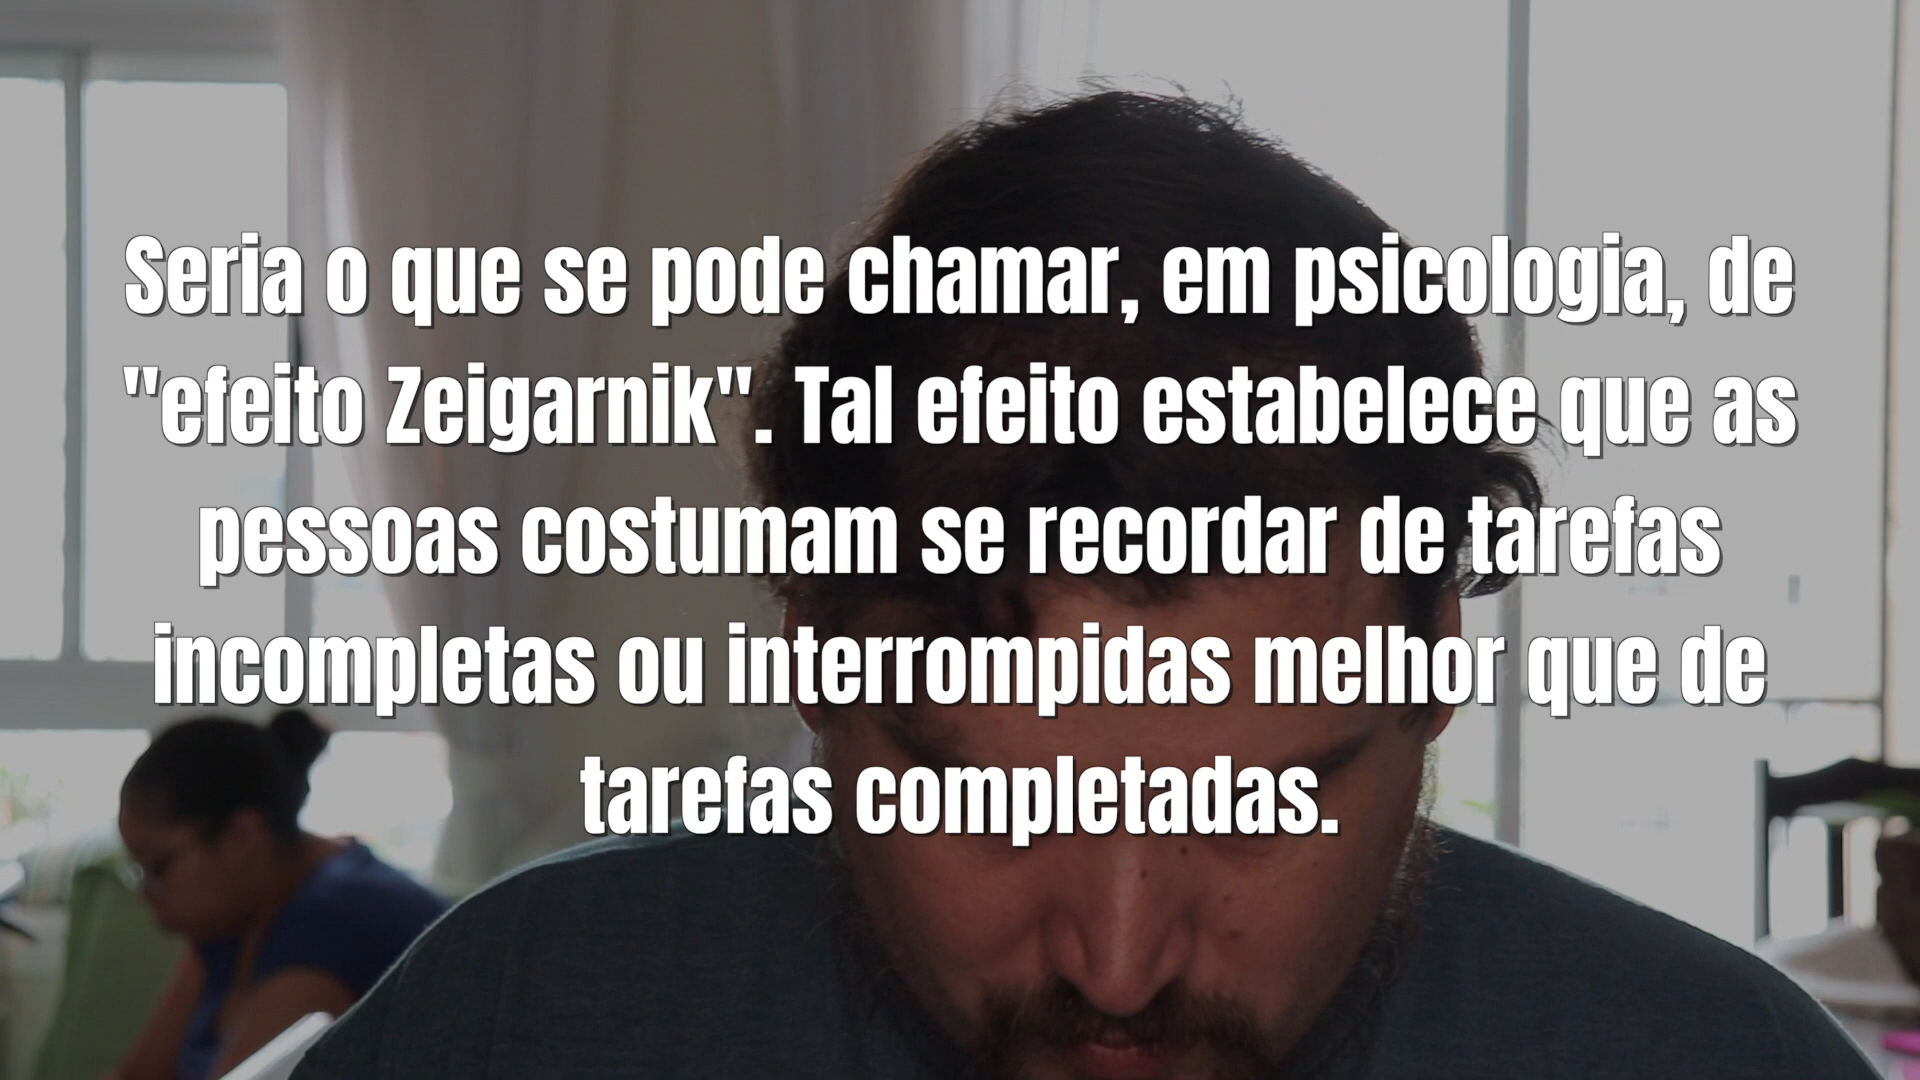 Seria o que se pode chamar, em psicologia, de
"efeito Zeigarnik". Tal efeito estabelece que as
pessoas costumam se recordar de tarefas
incompletas ou interrompidas melhor que de
tarefas completadas.